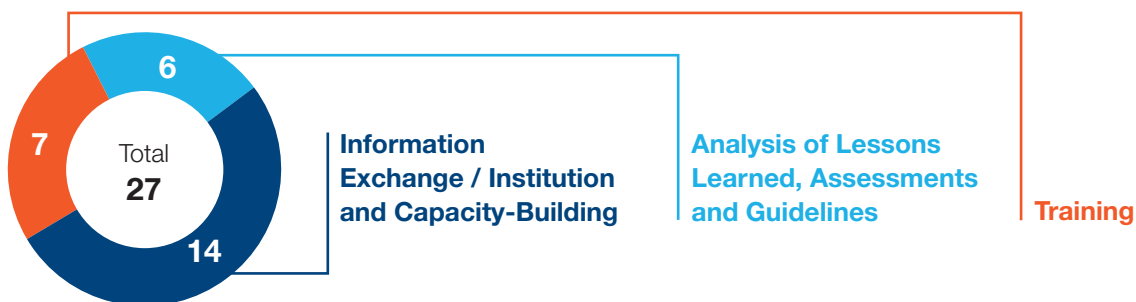 6
7
Total
27
14
Information
Exchange / Institution
and Capacity-Building
Analysis of Lessons
Learned, Assessments
and Guidelines
Training